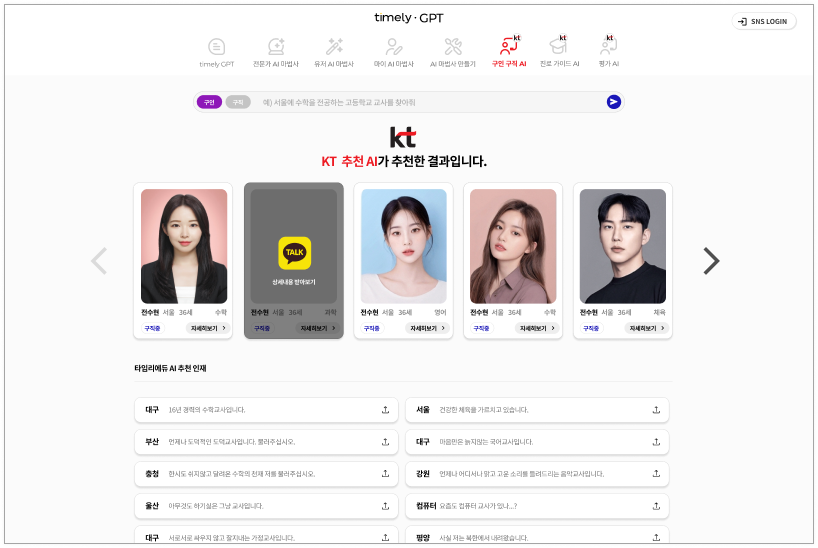 timely · GPT
SNS LOGIN
kt kt kt
timely GPT 전문가 AI 마법사 유저 AI 마법사 마이 AI 마법사 AI 마법사 만들기 구인 구직 AI 진로 가이드 AI 평가 AI
구인 구직 예) 서울에 수학을 전공하는 고등학교 교사를 찾아줘
kt
KT 추천 AI가 추천한 결과입니다.
TALK
상세내용 받아보기
전수현 서울 36세 수학
구직중 자세히보기
전수현 서울 36세 과학
구직중 자세히보기
전수현 서울 36세 영어
구직중 자세히보기
전수현 서울 36세 수학
구직중 자세히보기
전수현 서울 36세 체육
구직중 자세히보기
타임리에듀 AI 추천 인재
대구 16년 경력의 수학교사입니다.
서울 건강한 체육을 가르치고 있습니다.
부산 언제나 도덕적인 도덕교사입니다. 불러주십시오.
대구 마음만은 늙지않는 국어교사입니다.
충청 한시도 쉬지않고 달려온 수학의 천재 저를 불러주십시오.
강원 언제나 어디서나 맑고 고운 소리를 들려드리는 음악교사입니다.
울산 아무것도 하기싫은 그냥 교사입니다.
컴퓨터 요즘도 컴퓨터 교사가 있나...?
대구 서로서로 싸우지 않고 잘지내는 가정교사입니다.
평양 사실 저는 북한에서 내려왔습니다.